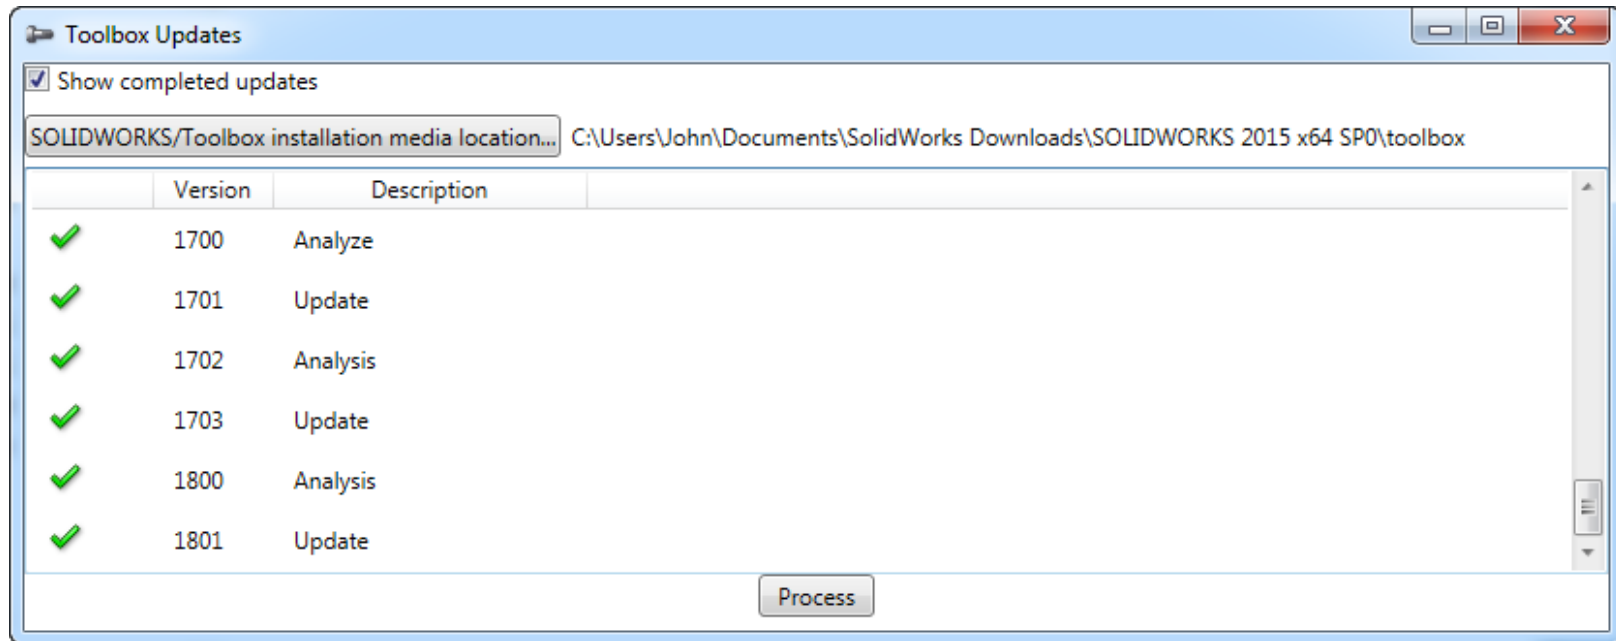 Toolbox Updates
Show completed updates
SOLIDWORKS/Toolbox installation media location... C:\Users\John\Documents\SolidWorks Downloads\SOLIDWORKS 2015 x64 SP0\toolbox
Version Description
1700 Analyze
1701 Update
1702 Analysis
1703 Update
1800 Analysis
1801 Update
Process